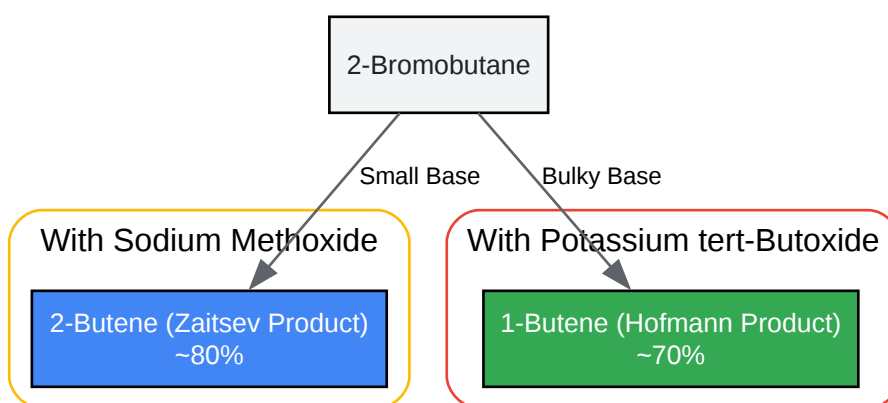 2-Bromobutane
Small Base
Bulky Base
With Sodium Methoxide
With Potassium tert-Butoxide
2-Butene (Zaitsev Product)
~80%
1-Butene (Hofmann Product)
~70%